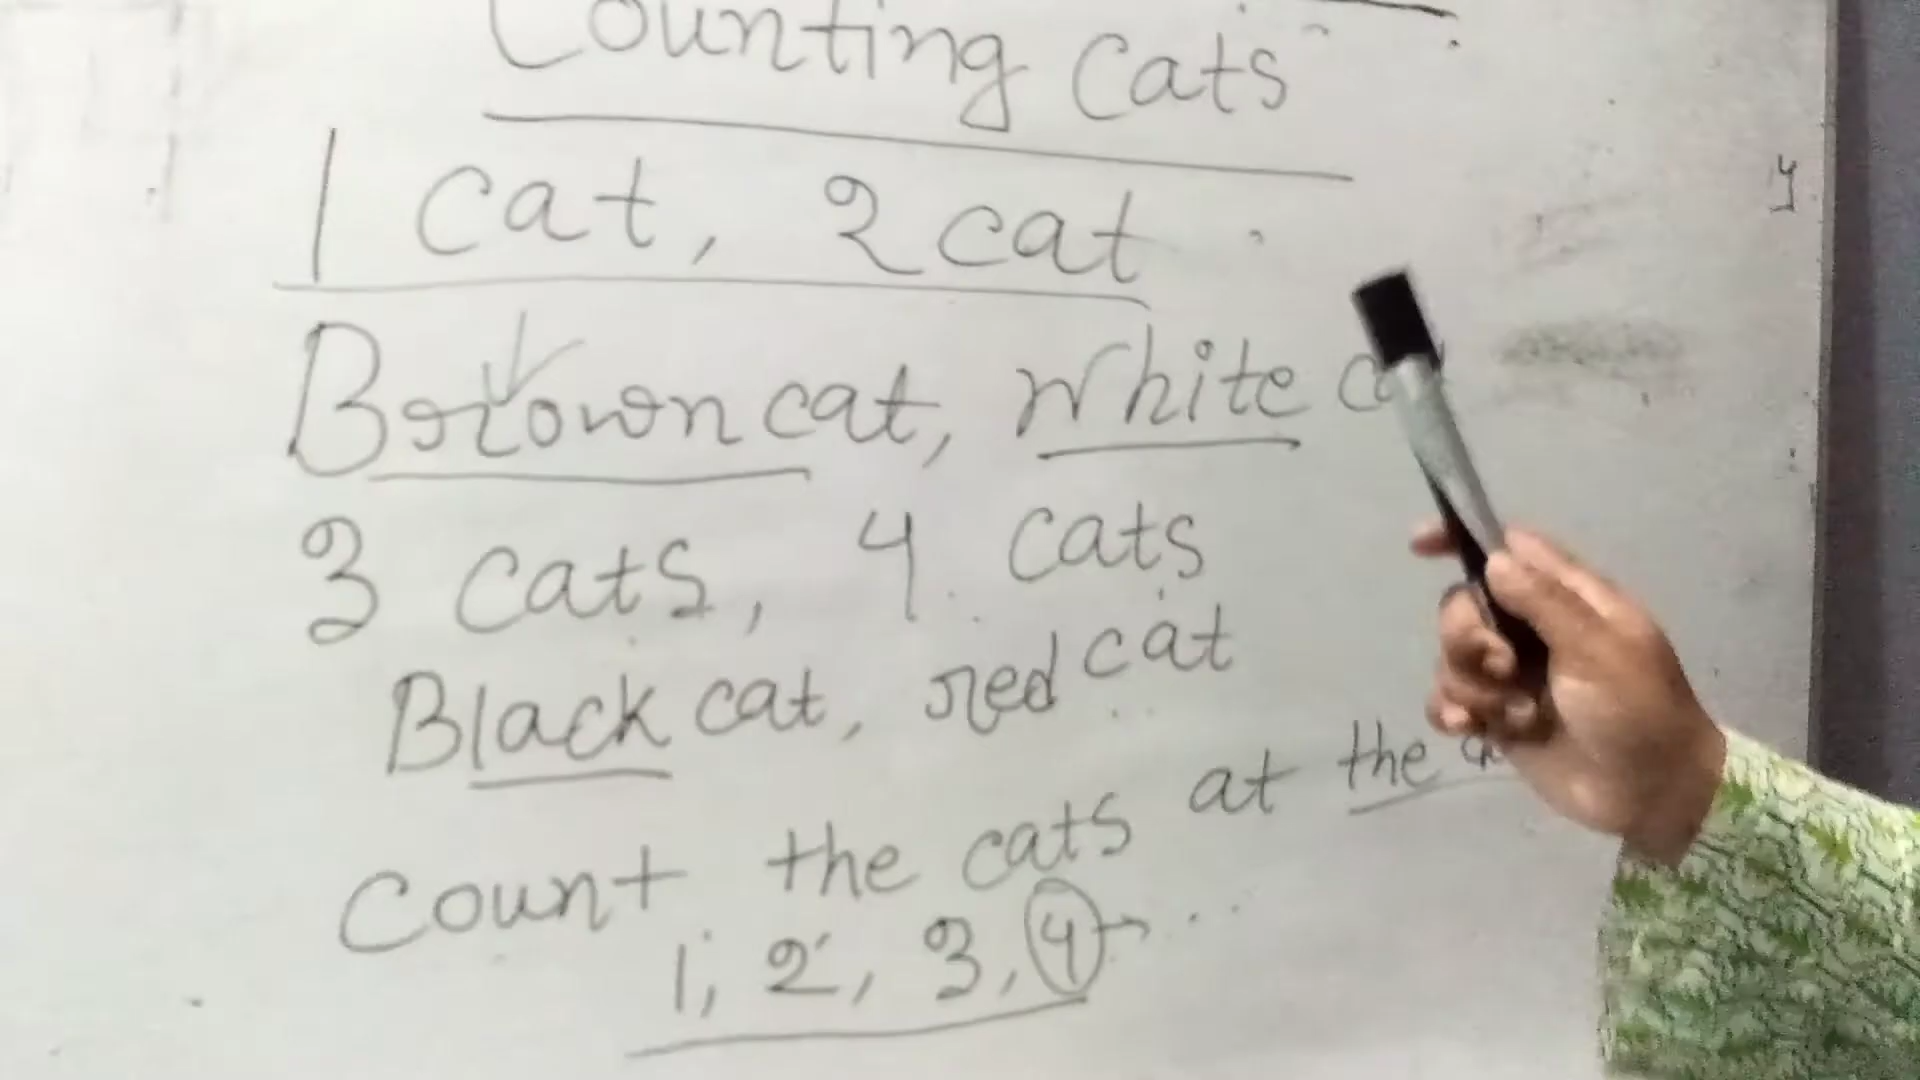 Counting cats
1 cat, 2 cat
Brown cat, White
3 cats, 4 cats
Black cat, red cat
Count the cats at the
1, 2, 3, 4